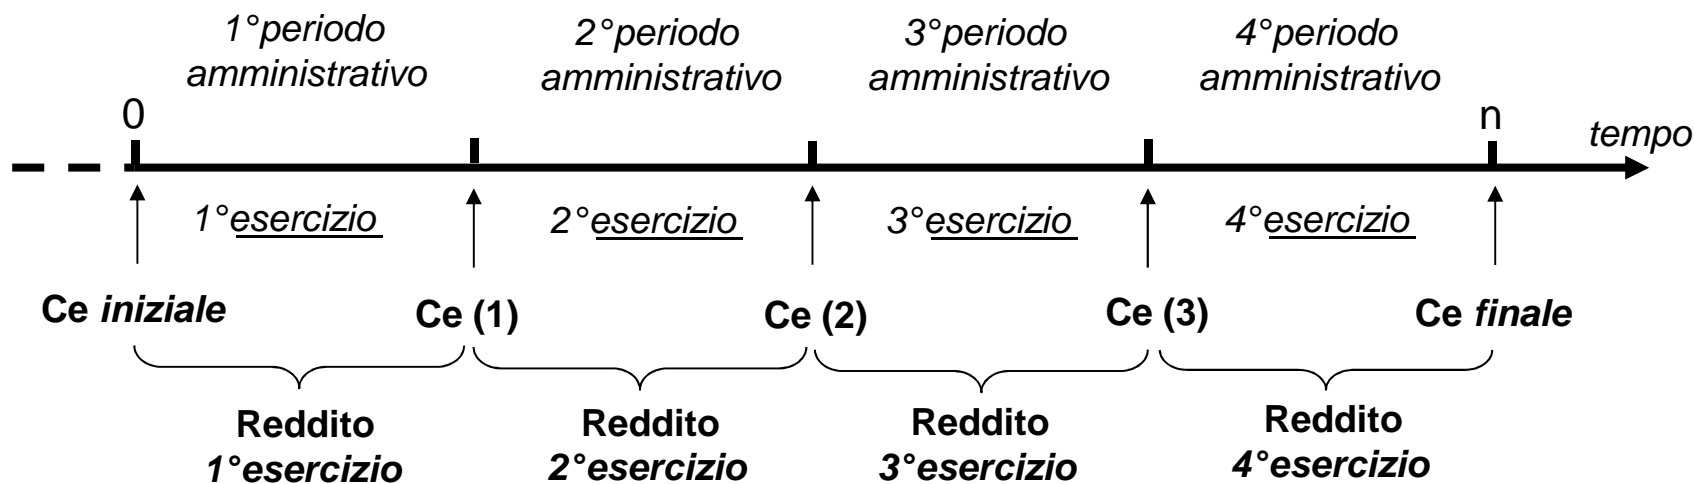 1°periodo
amministrativo
2°periodo
amministrativo
3°periodo
amministrativo
4°periodo
amministrativo
0
n
tempo
1°esercizio
2°esercizio
3°esercizio
4°esercizio
Ce iniziale
Ce (1)
Ce (2)
Ce (3)
Ce finale
Reddito
1°esercizio
Reddito
2°esercizio
Reddito
3°esercizio
Reddito
4°esercizio